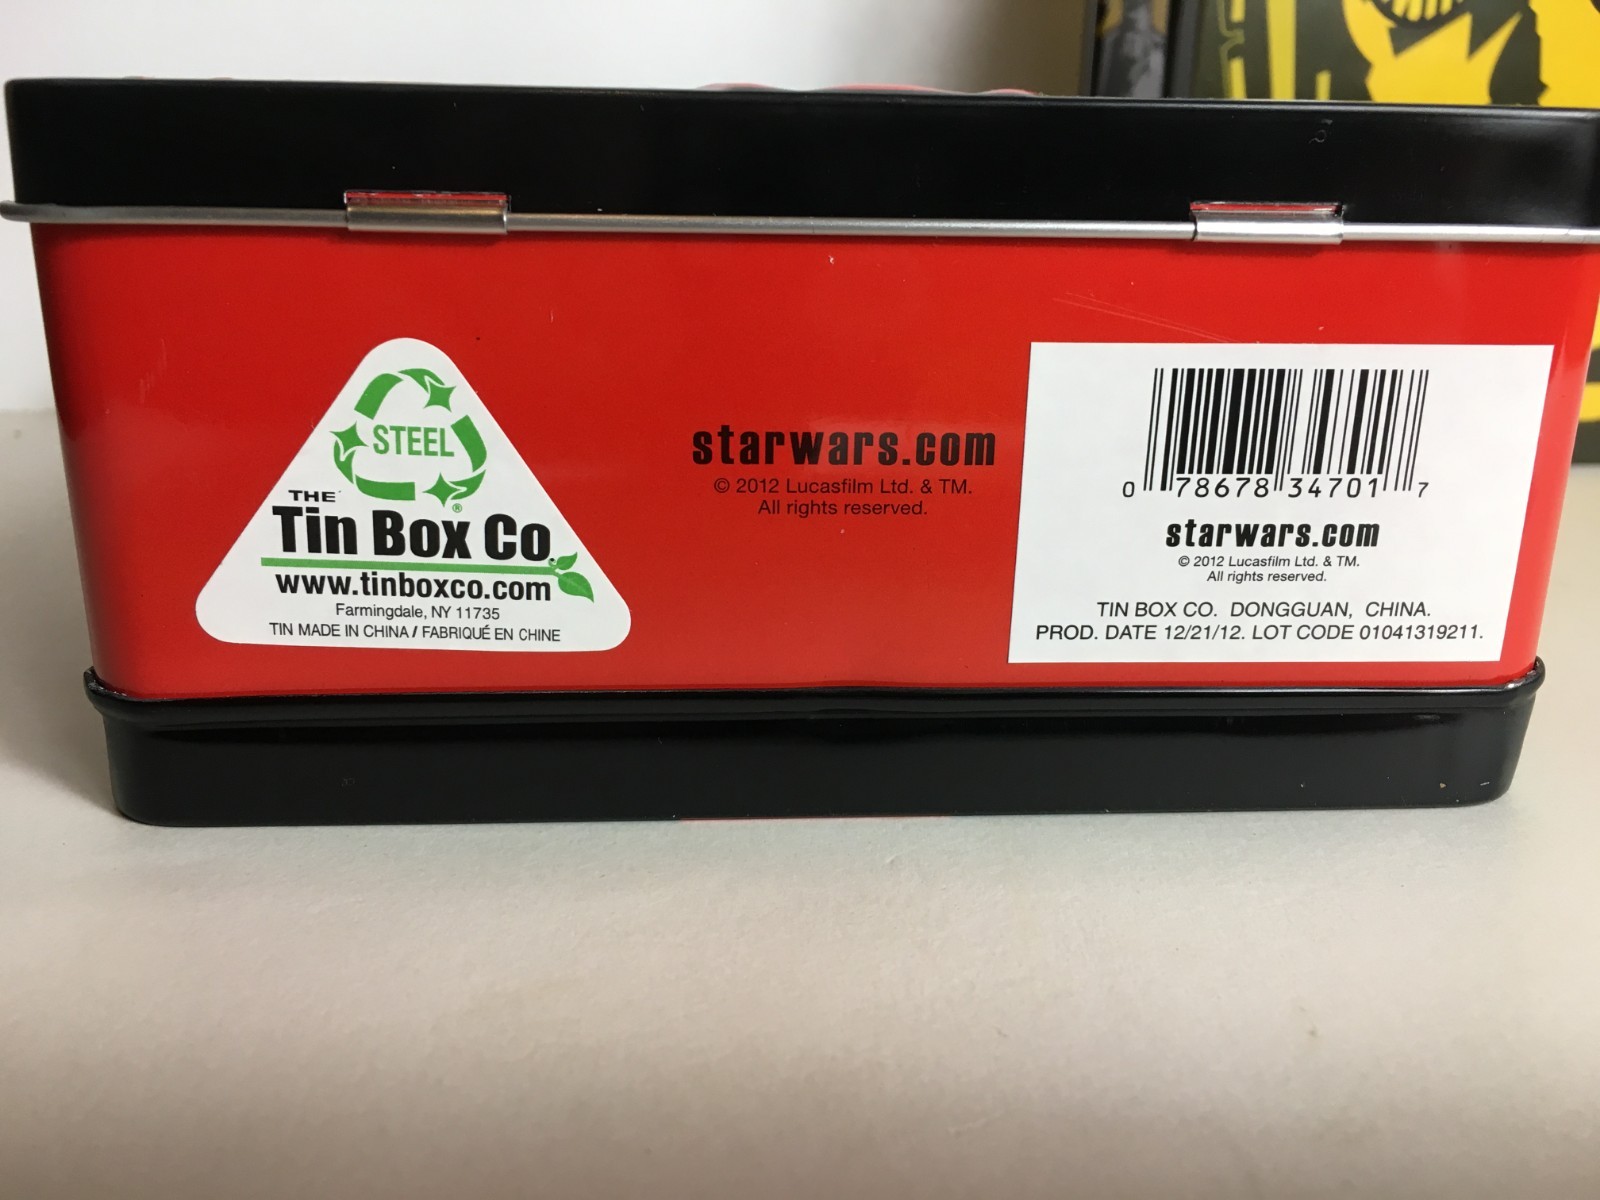 STEEL
®
THE
Tin Box Co.
www.tinboxco.com
Farmingdale, NY 11735
TIN MADE IN CHINA / FABRIQUÉ EN CHINE
starwars.com
© 2012 Lucasfilm Ltd. & TM.
All rights reserved.
0 78678 34701 7
starwars.com
© 2012 Lucasfilm Ltd. & TM.
All rights reserved.
TIN BOX CO. DONGGUAN, CHINA.
PROD. DATE 12/21/12. LOT CODE 01041319211.